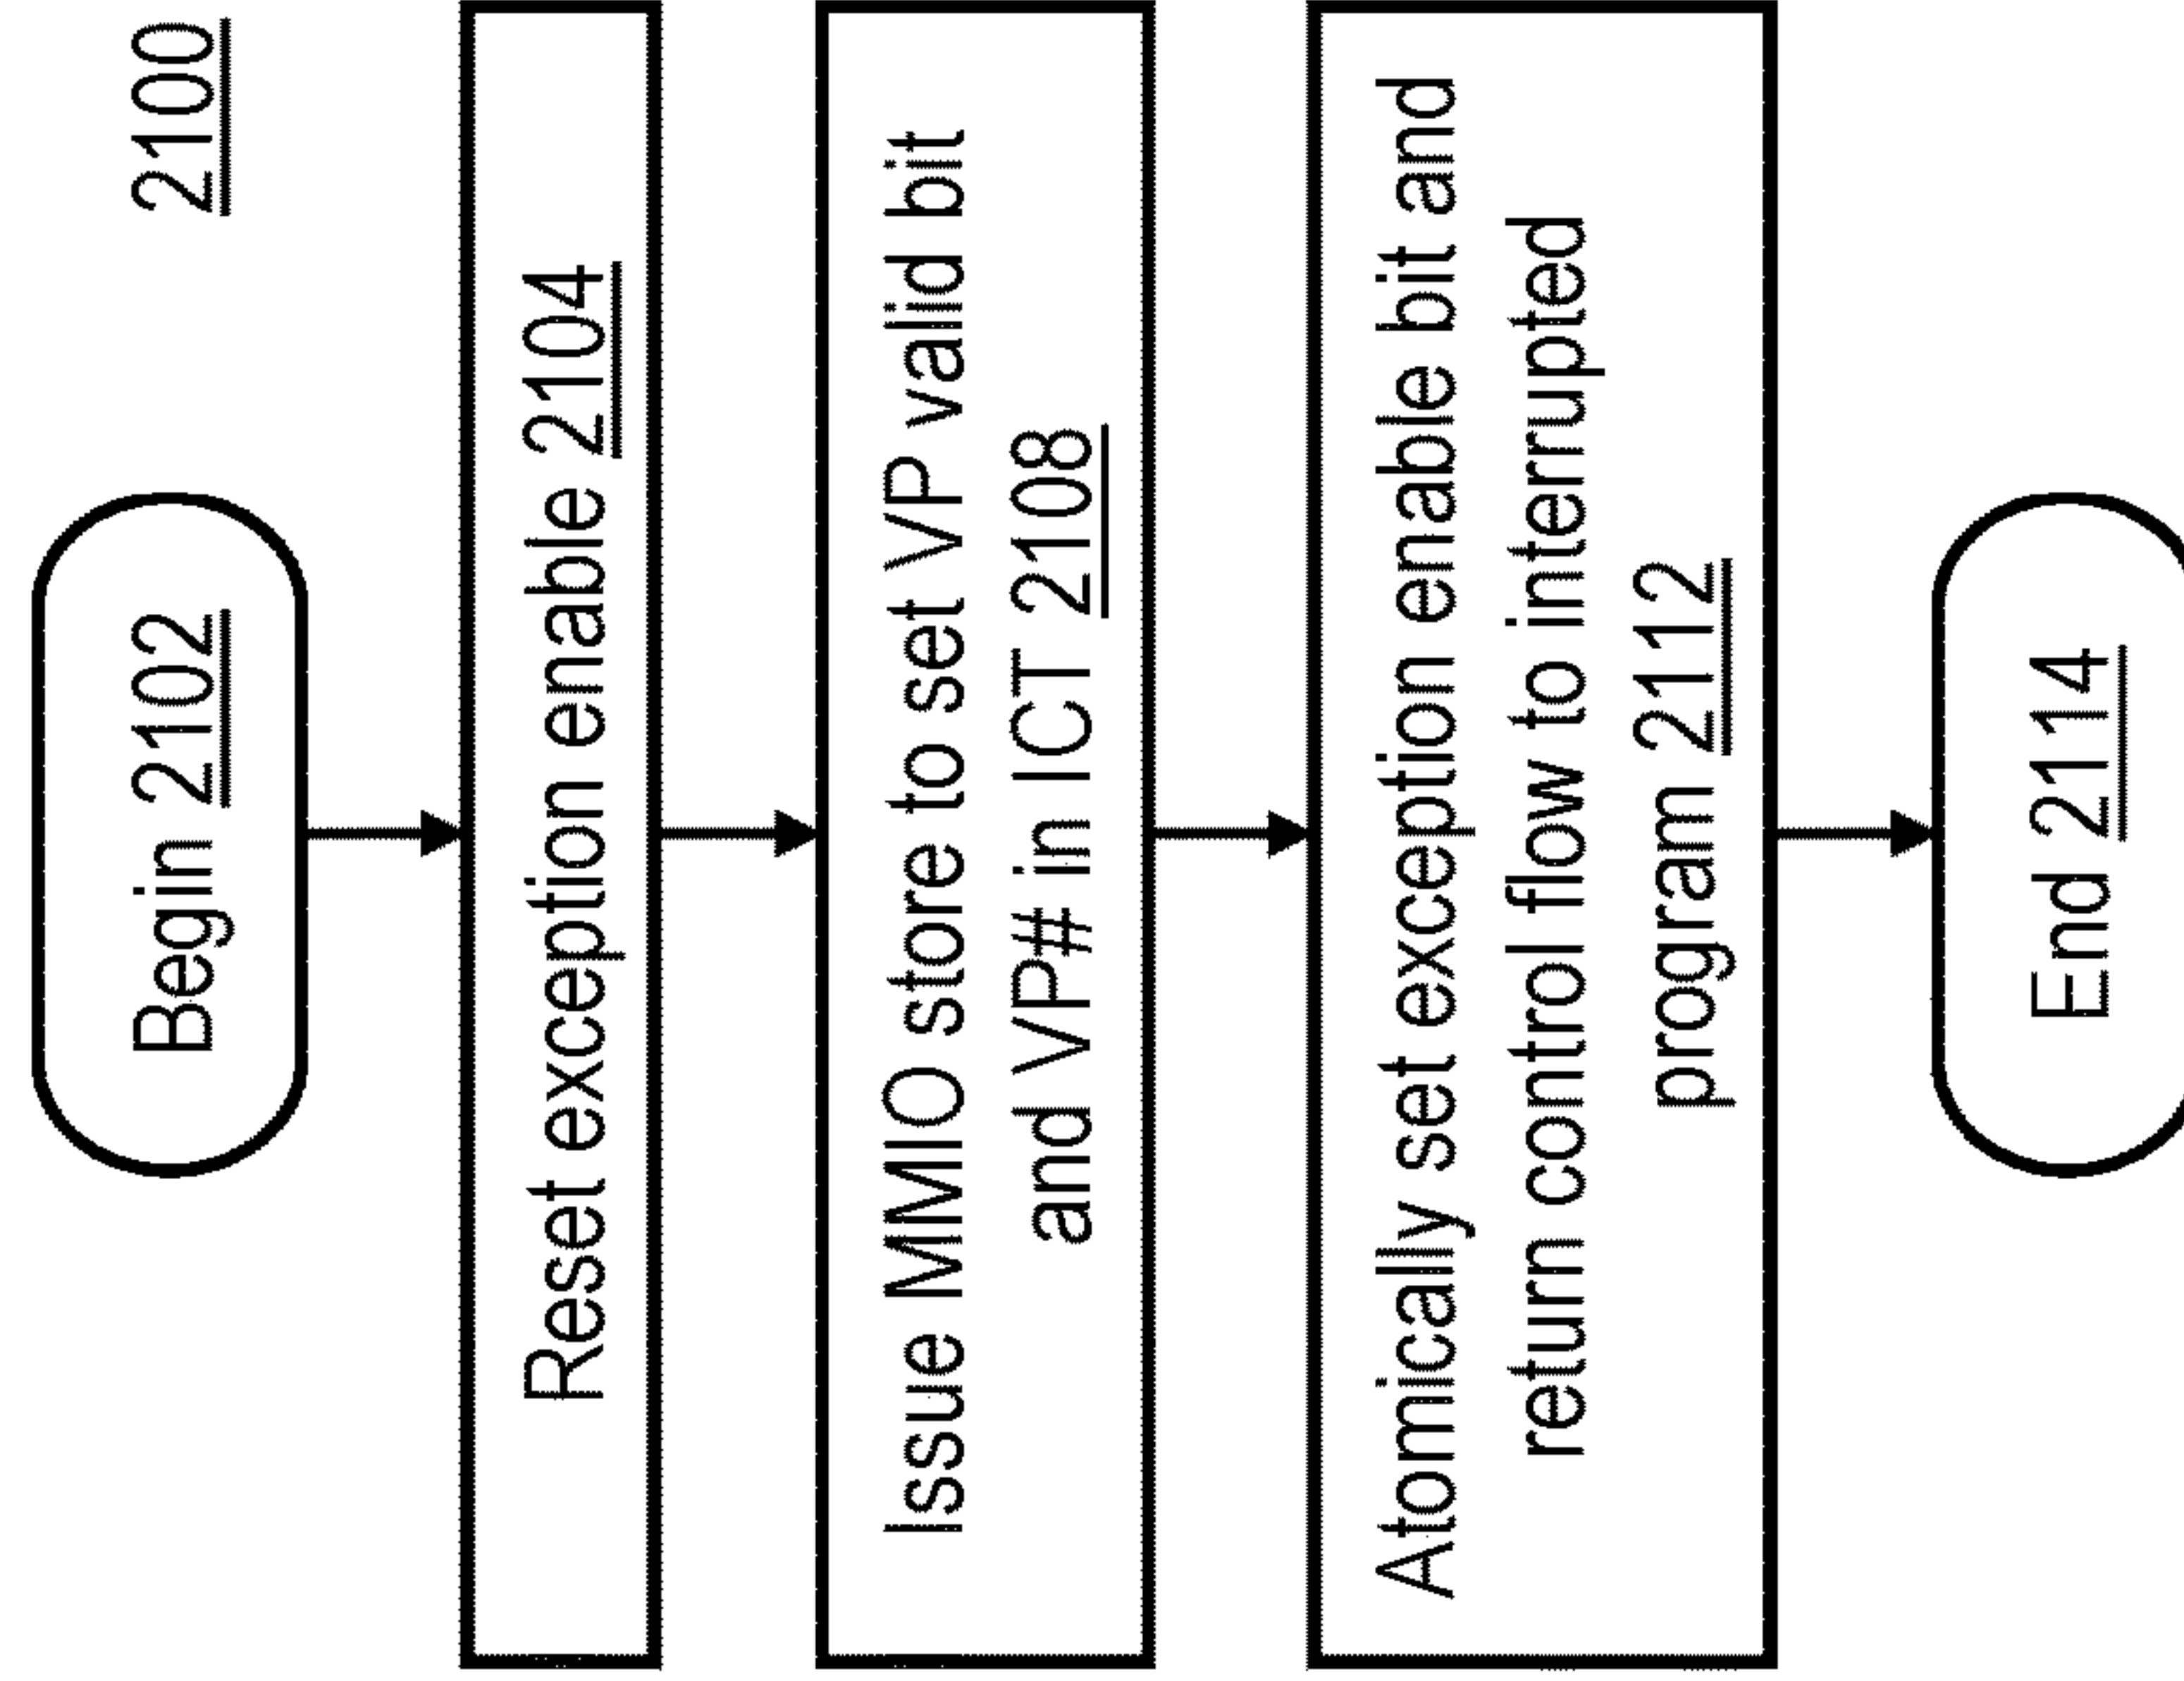 2100
Begin 2102
Reset exception enable 2104
Issue MMIO store to set VP valid bit
and VP# in ICT 2108
Atomically set exception enable bit and
return control flow to interrupted
program 2112
End 2114